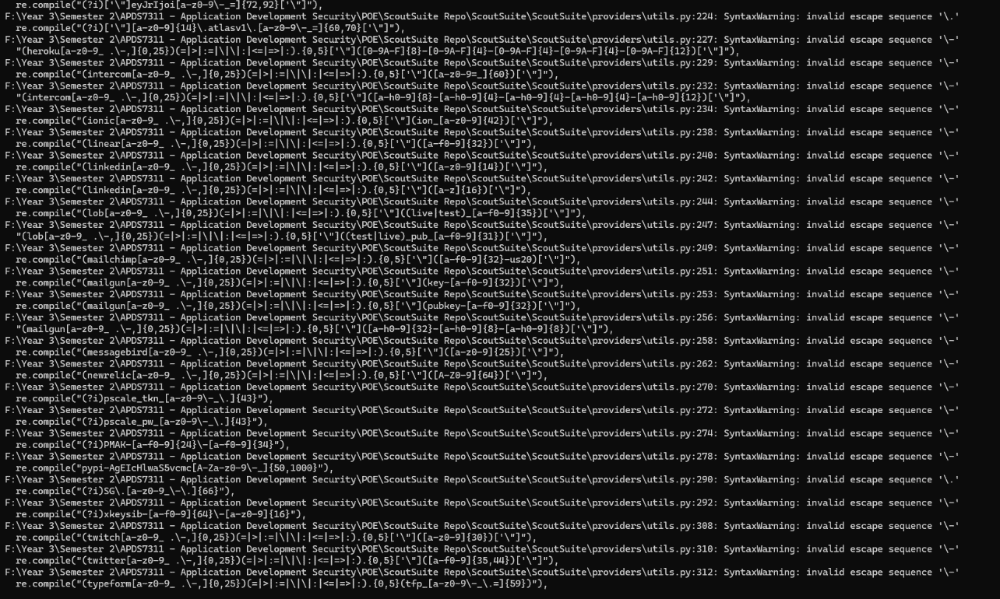 re.compile("(?i)['\"]eyJrIjoi[a-z0-9\-_=]{72,92}['\"]"),
F:\Year 3\Semester 2\APDS7311 - Application Development Security\POE\ScoutSuite Repo\ScoutSuite\ScoutSuite\providers\utils.py:224: SyntaxWarning: invalid escape sequence '\.'
re.compile("(?i)['\"][a-z0-9]{14}\.atlasv1\.[a-z0-9\-_=]{60,70}['\"]"),
F:\Year 3\Semester 2\APDS7311 - Application Development Security\POE\ScoutSuite Repo\ScoutSuite\ScoutSuite\providers\utils.py:227: SyntaxWarning: invalid escape sequence '\-'
"(heroku[a-z0-9_ .\-,]{0,25})(=|>|:=|\|\|:|<=|=>|:).{0,5}['\"]([0-9A-F]{8}-[0-9A-F]{4}-[0-9A-F]{4}-[0-9A-F]{4}-[0-9A-F]{12})['\"]"),
F:\Year 3\Semester 2\APDS7311 - Application Development Security\POE\ScoutSuite Repo\ScoutSuite\ScoutSuite\providers\utils.py:229: SyntaxWarning: invalid escape sequence '\-'
re.compile("(intercom[a-z0-9_ .\-,]{0,25})(=|>|:=|\|\|:|<=|=>|:).{0,5}['\"]([a-z0-9=_]{60})['\"]"),
F:\Year 3\Semester 2\APDS7311 - Application Development Security\POE\ScoutSuite Repo\ScoutSuite\ScoutSuite\providers\utils.py:232: SyntaxWarning: invalid escape sequence '\-'
"(intercom[a-z0-9_ .\-,]{0,25})(=|>|:=|\|\|:|<=|=>|:).{0,5}['\"]([a-h0-9]{8}-[a-h0-9]{4}-[a-h0-9]{4}-[a-h0-9]{4}-[a-h0-9]{12})['\"]"),
F:\Year 3\Semester 2\APDS7311 - Application Development Security\POE\ScoutSuite Repo\ScoutSuite\ScoutSuite\providers\utils.py:234: SyntaxWarning: invalid escape sequence '\-'
re.compile("(ionic[a-z0-9_ .\-,]{0,25})(=|>|:=|\|\|:|<=|=>|:).{0,5}['\"](ion_[a-z0-9]{42})['\"]"),
F:\Year 3\Semester 2\APDS7311 - Application Development Security\POE\ScoutSuite Repo\ScoutSuite\ScoutSuite\providers\utils.py:238: SyntaxWarning: invalid escape sequence '\-'
re.compile("(linear[a-z0-9_ .\-,]{0,25})(=|>|:=|\|\|:|<=|=>|:).{0,5}['\"]([a-f0-9]{32})['\"]"),
F:\Year 3\Semester 2\APDS7311 - Application Development Security\POE\ScoutSuite Repo\ScoutSuite\ScoutSuite\providers\utils.py:240: SyntaxWarning: invalid escape sequence '\-'
re.compile("(linkedin[a-z0-9_ .\-,]{0,25})(=|>|:=|\|\|:|<=|=>|:).{0,5}['\"]([a-z0-9]{14})['\"]"),
F:\Year 3\Semester 2\APDS7311 - Application Development Security\POE\ScoutSuite Repo\ScoutSuite\ScoutSuite\providers\utils.py:242: SyntaxWarning: invalid escape sequence '\-'
re.compile("(linkedin[a-z0-9_ .\-,]{0,25})(=|>|:=|\|\|:|<=|=>|:).{0,5}['\"]([a-z]{16})['\"]"),
F:\Year 3\Semester 2\APDS7311 - Application Development Security\POE\ScoutSuite Repo\ScoutSuite\ScoutSuite\providers\utils.py:244: SyntaxWarning: invalid escape sequence '\-'
re.compile("(lob[a-z0-9_ .\-,]{0,25})(=|>|:=|\|\|:|<=|=>|:).{0,5}['\"]((live|test)_[a-f0-9]{35})['\"]"),
F:\Year 3\Semester 2\APDS7311 - Application Development Security\POE\ScoutSuite Repo\ScoutSuite\ScoutSuite\providers\utils.py:247: SyntaxWarning: invalid escape sequence '\-'
"(lob[a-z0-9_ .\-,]{0,25})(=|>|:=|\|\|:|<=|=>|:).{0,5}['\"]((test|live)_pub_[a-f0-9]{31})['\"]"),
F:\Year 3\Semester 2\APDS7311 - Application Development Security\POE\ScoutSuite Repo\ScoutSuite\ScoutSuite\providers\utils.py:249: SyntaxWarning: invalid escape sequence '\-'
re.compile("(mailchimp[a-z0-9_ .\-,]{0,25})(=|>|:=|\|\|:|<=|=>|:).{0,5}['\"]([a-f0-9]{32}-us20)['\"]"),
F:\Year 3\Semester 2\APDS7311 - Application Development Security\POE\ScoutSuite Repo\ScoutSuite\ScoutSuite\providers\utils.py:251: SyntaxWarning: invalid escape sequence '\-'
re.compile("(mailgun[a-z0-9_ .\-,]{0,25})(=|>|:=|\|\|:|<=|=>|:).{0,5}['\"](key-[a-f0-9]{32})['\"]"),
F:\Year 3\Semester 2\APDS7311 - Application Development Security\POE\ScoutSuite Repo\ScoutSuite\ScoutSuite\providers\utils.py:253: SyntaxWarning: invalid escape sequence '\-'
re.compile("(mailgun[a-z0-9_ .\-,]{0,25})(=|>|:=|\|\|:|<=|=>|:).{0,5}['\"](pubkey-[a-f0-9]{32})['\"]"),
F:\Year 3\Semester 2\APDS7311 - Application Development Security\POE\ScoutSuite Repo\ScoutSuite\ScoutSuite\providers\utils.py:256: SyntaxWarning: invalid escape sequence '\-'
"(mailgun[a-z0-9_ .\-,]{0,25})(=|>|:=|\|\|:|<=|=>|:).{0,5}['\"]([a-h0-9]{32}-[a-h0-9]{8}-[a-h0-9]{8})['\"]"),
F:\Year 3\Semester 2\APDS7311 - Application Development Security\POE\ScoutSuite Repo\ScoutSuite\ScoutSuite\providers\utils.py:258: SyntaxWarning: invalid escape sequence '\-'
re.compile("(messagebird[a-z0-9_ .\-,]{0,25})(=|>|:=|\|\|:|<=|=>|:).{0,5}['\"]([a-z0-9]{25})['\"]"),
F:\Year 3\Semester 2\APDS7311 - Application Development Security\POE\ScoutSuite Repo\ScoutSuite\ScoutSuite\providers\utils.py:262: SyntaxWarning: invalid escape sequence '\-'
re.compile("(newrelic[a-z0-9_ .\-,]{0,25})(=|>|:=|\|\|:|<=|=>|:).{0,5}['\"]([A-Z0-9]{64})['\"]"),
F:\Year 3\Semester 2\APDS7311 - Application Development Security\POE\ScoutSuite Repo\ScoutSuite\ScoutSuite\providers\utils.py:270: SyntaxWarning: invalid escape sequence '\-'
re.compile("(?i)pscale_tkn_[a-z0-9\-_\.]{43}"),
F:\Year 3\Semester 2\APDS7311 - Application Development Security\POE\ScoutSuite Repo\ScoutSuite\ScoutSuite\providers\utils.py:272: SyntaxWarning: invalid escape sequence '\-'
re.compile("(?i)pscale_pw_[a-z0-9\-_\.]{43}"),
F:\Year 3\Semester 2\APDS7311 - Application Development Security\POE\ScoutSuite Repo\ScoutSuite\ScoutSuite\providers\utils.py:274: SyntaxWarning: invalid escape sequence '\-'
re.compile("(?i)PMAK-[a-f0-9]{24}\-[a-f0-9]{34}"),
F:\Year 3\Semester 2\APDS7311 - Application Development Security\POE\ScoutSuite Repo\ScoutSuite\ScoutSuite\providers\utils.py:278: SyntaxWarning: invalid escape sequence '\-'
re.compile("pypi-AgEIcHlwaS5vcmc[A-Za-z0-9\-_]{50,1000}"),
F:\Year 3\Semester 2\APDS7311 - Application Development Security\POE\ScoutSuite Repo\ScoutSuite\ScoutSuite\providers\utils.py:290: SyntaxWarning: invalid escape sequence '\.'
re.compile("(?i)SG\.[a-z0-9_\-\.]{66}"),
F:\Year 3\Semester 2\APDS7311 - Application Development Security\POE\ScoutSuite Repo\ScoutSuite\ScoutSuite\providers\utils.py:292: SyntaxWarning: invalid escape sequence '\-'
re.compile("(?i)xkeysib-[a-f0-9]{64}\-[a-z0-9]{16}"),
F:\Year 3\Semester 2\APDS7311 - Application Development Security\POE\ScoutSuite Repo\ScoutSuite\ScoutSuite\providers\utils.py:308: SyntaxWarning: invalid escape sequence '\-'
re.compile("(twitch[a-z0-9_ .\-,]{0,25})(=|>|:=|\|\|:|<=|=>|:).{0,5}['\"]([a-z0-9]{30})['\"]"),
F:\Year 3\Semester 2\APDS7311 - Application Development Security\POE\ScoutSuite Repo\ScoutSuite\ScoutSuite\providers\utils.py:310: SyntaxWarning: invalid escape sequence '\-'
re.compile("(twitter[a-z0-9_ .\-,]{0,25})(=|>|:=|\|\|:|<=|=>|:).{0,5}['\"]([a-f0-9]{35,44})['\"]"),
F:\Year 3\Semester 2\APDS7311 - Application Development Security\POE\ScoutSuite Repo\ScoutSuite\ScoutSuite\providers\utils.py:312: SyntaxWarning: invalid escape sequence '\-'
re.compile("(typeform[a-z0-9_ .\-,]{0,25})(=|>|:=|\|\|:|<=|=>|:).{0,5}(tfp_[a-z0-9\-_\.=]{59})"),